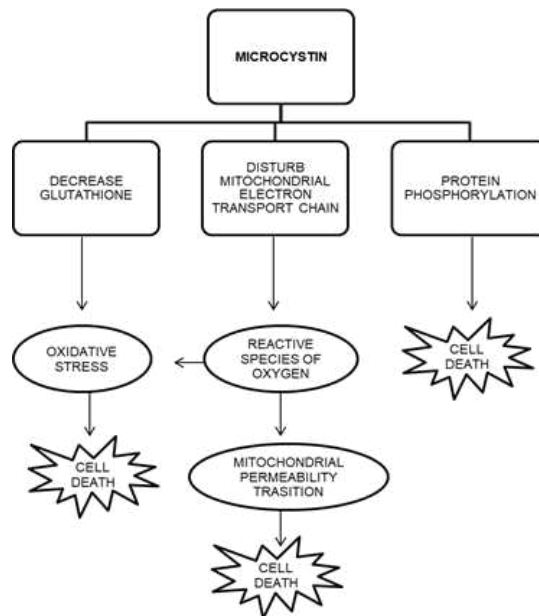 MICROCYSTIN
DECREASE
GLUTATHIONE
DISTURB
MITOCHONDRIAL
ELECTRON
TRANSPORT CHAIN
PROTEIN
PHOSPHORYLATION
OXIDATIVE
STRESS
REACTIVE
SPECIES OF
OXYGEN
CELL
DEATH
CELL
DEATH
MITOCHONDRIAL
PERMEABILITY
TRASITION
CELL
DEATH